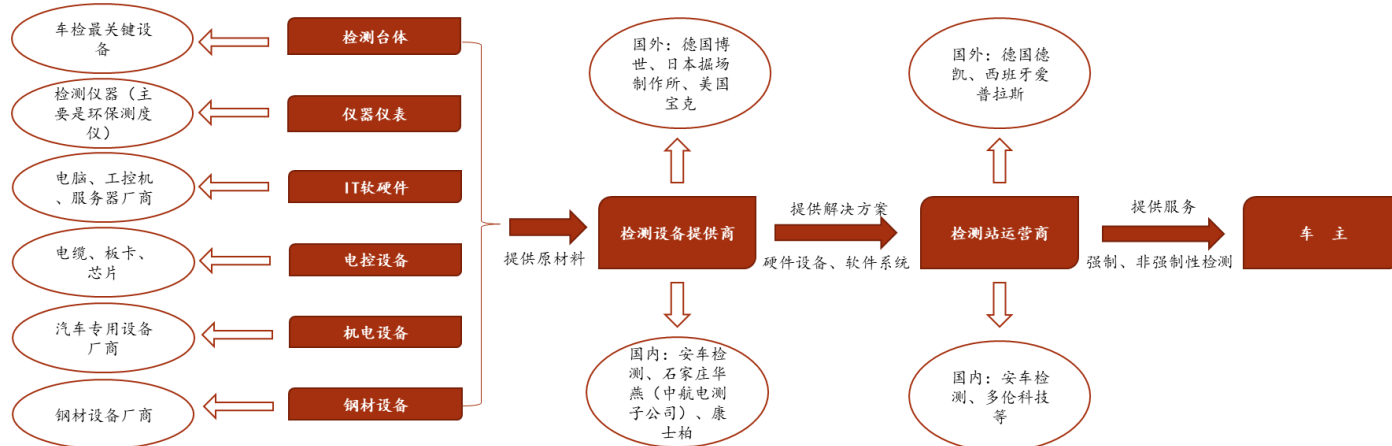 车检最关键设
备
检测台体
检测仪器（主
要是环保测度
仪）
仪器仪表
电脑、工控机
、服务器厂商
IT软硬件
电缆、板卡、
芯片
电控设备
汽车专用设备
厂商
机电设备
钢材设备厂商
钢材设备
提供原材料
国外：德国博
世、日本掘场
制作所、美国
宝克
检测设备提供商
国内：安车检
测、石家庄华
燕（中航电测
子公司）、康
士柏
提供解决方案
硬件设备、软件系统
国外：德国德
凯、西班牙爱
普拉斯
检测站运营商
国内：安车检
测、多伦科技
等
提供服务
强制、非强制性检测
车 主